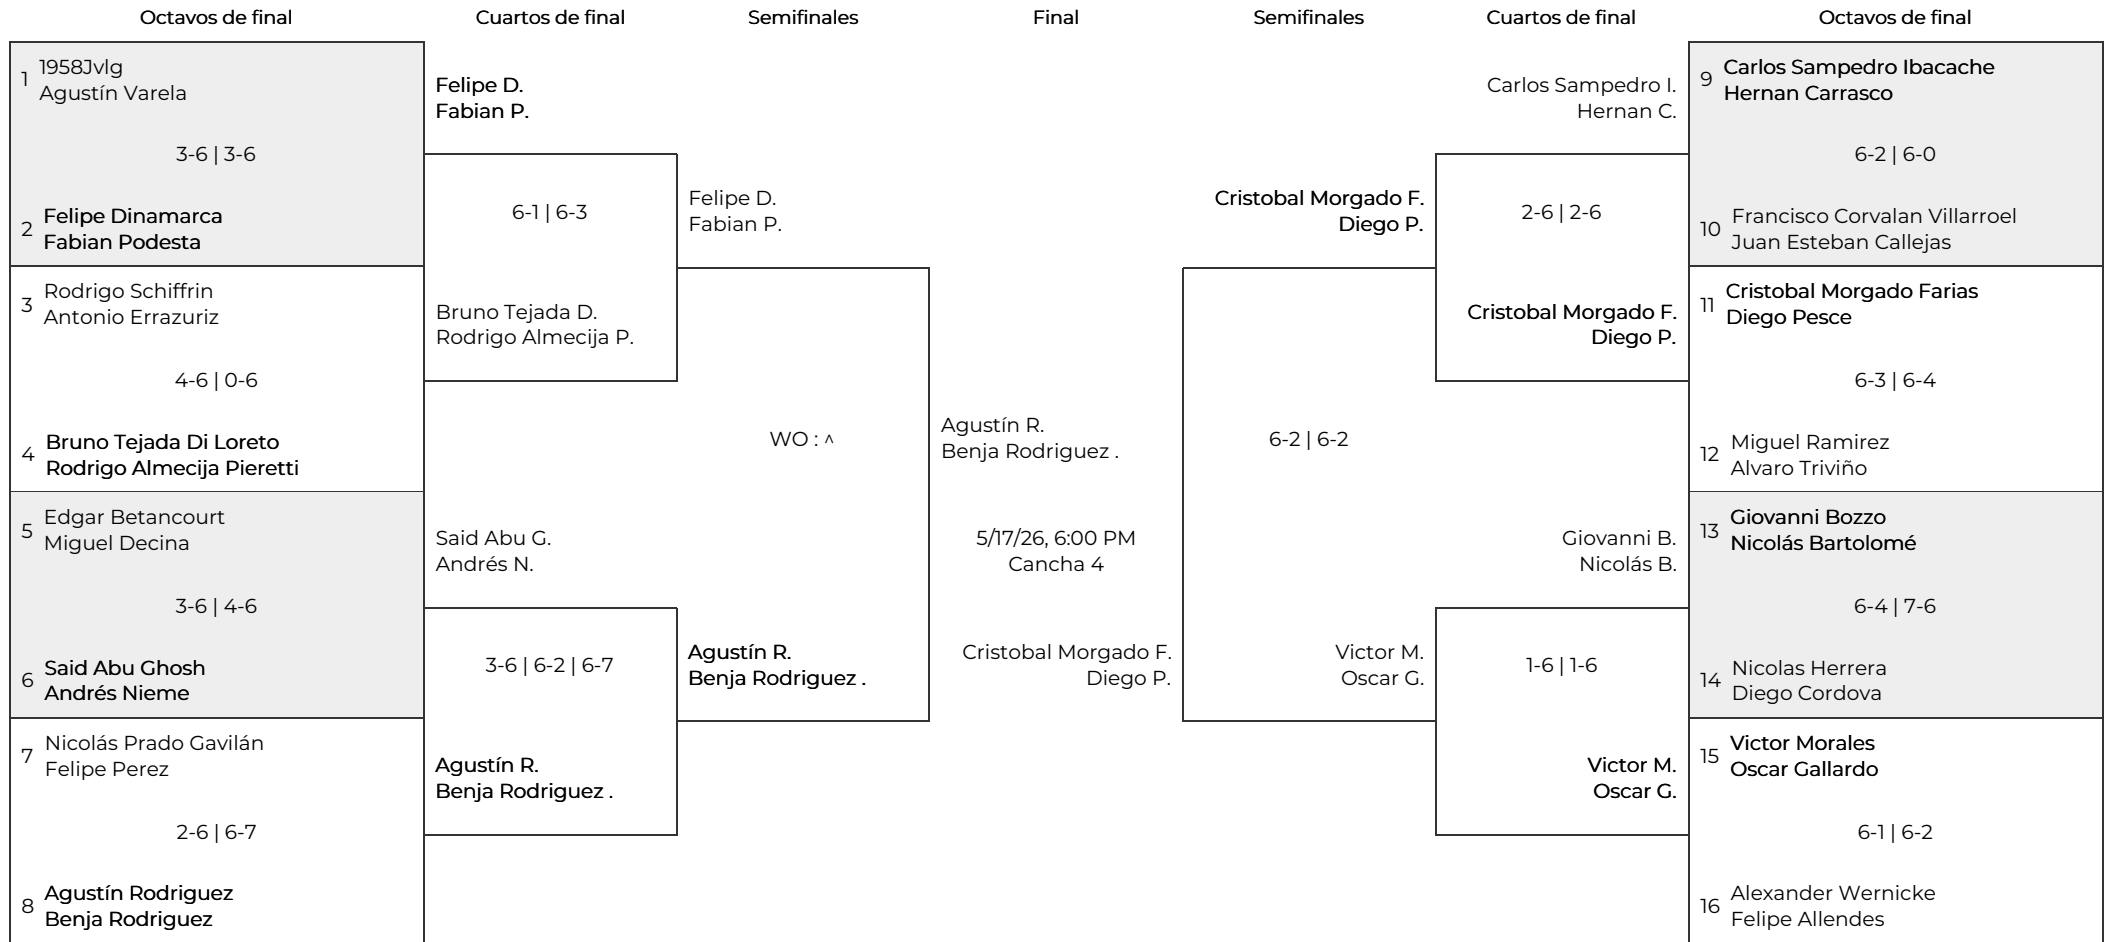 Octavos de final
Cuartos de final
Semifinales
Final
Semifinales
Cuartos de final
Octavos de final
1
1958Jvlg
Agustín Varela
3-6 | 3-6
2
Felipe Dinamarca
Fabian Podesta
3
Rodrigo Schiffrin
Antonio Errazuriz
4-6 | 0-6
4
Bruno Tejada Di Loreto
Rodrigo Almecija Pieretti
5
Edgar Betancourt
Miguel Decina
3-6 | 4-6
6
Said Abu Ghosh
Andrés Nieme
7
Nicolás Prado Gavilán
Felipe Perez
2-6 | 6-7
8
Agustín Rodriguez
Benja Rodriguez
Felipe D.
Fabian P.
6-1 | 6-3
Bruno Tejada D.
Rodrigo Almecija P.
Said Abu G.
Andrés N.
3-6 | 6-2 | 6-7
Agustín R.
Benja Rodriguez .
Felipe D.
Fabian P.
WO : ^
Agustín R.
Benja Rodriguez .
Agustín R.
Benja Rodriguez .
5/17/26, 6:00 PM
Cancha 4
Cristobal Morgado F.
Diego P.
Cristobal Morgado F.
Diego P.
6-2 | 6-2
Victor M.
Oscar G.
Carlos Sampedro I.
Hernan C.
2-6 | 2-6
Cristobal Morgado F.
Diego P.
Giovanni B.
Nicolás B.
1-6 | 1-6
Victor M.
Oscar G.
9
Carlos Sampedro Ibacache
Hernan Carrasco
6-2 | 6-0
10
Francisco Corvalan Villarroel
Juan Esteban Callejas
11
Cristobal Morgado Farias
Diego Pesce
6-3 | 6-4
12
Miguel Ramirez
Alvaro Triviño
13
Giovanni Bozzo
Nicolás Bartolomé
6-4 | 7-6
14
Nicolas Herrera
Diego Cordova
15
Victor Morales
Oscar Gallardo
6-1 | 6-2
16
Alexander Wernicke
Felipe Allendes